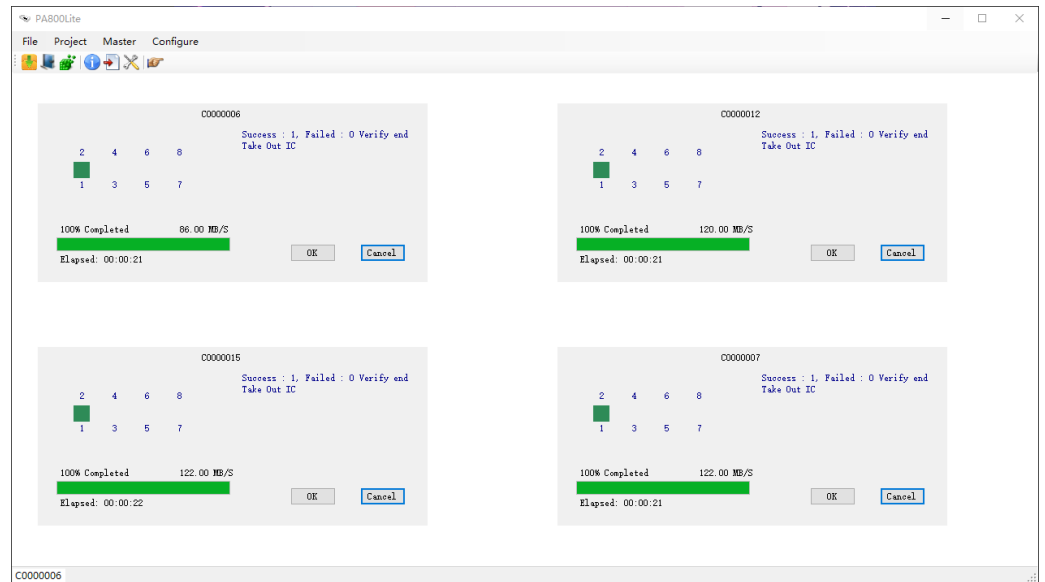 PA800Lite
File Project Master Configure
C0000006
Success : 1, Failed : 0 Verify end
Take Out IC
2 4 6 8
1 3 5 7
100% Completed 86.00 MB/S
Elapsed: 00:00:21
OK Cancel
C0000012
Success : 1, Failed : 0 Verify end
Take Out IC
2 4 6 8
1 3 5 7
100% Completed 120.00 MB/S
Elapsed: 00:00:21
OK Cancel
C0000015
Success : 1, Failed : 0 Verify end
Take Out IC
2 4 6 8
1 3 5 7
100% Completed 122.00 MB/S
Elapsed: 00:00:22
OK Cancel
C0000007
Success : 1, Failed : 0 Verify end
Take Out IC
2 4 6 8
1 3 5 7
100% Completed 122.00 MB/S
Elapsed: 00:00:21
OK Cancel
C0000006